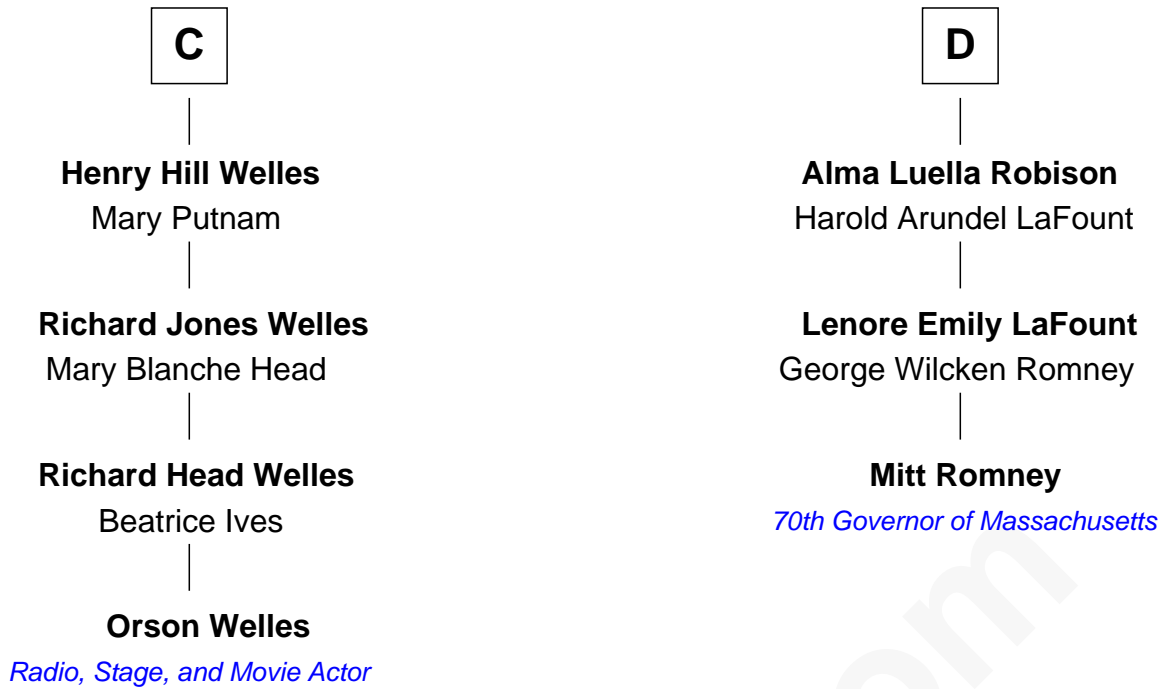 C
Henry Hill Welles
Mary Putnam
Richard Jones Welles
Mary Blanche Head
Richard Head Welles
Beatrice Ives
Orson Welles
Radio, Stage, and Movie Actor
D
Alma Luella Robison
Harold Arundel LaFount
Lenore Emily LaFount
George Wilcken Romney
Mitt Romney
70th Governor of Massachusetts